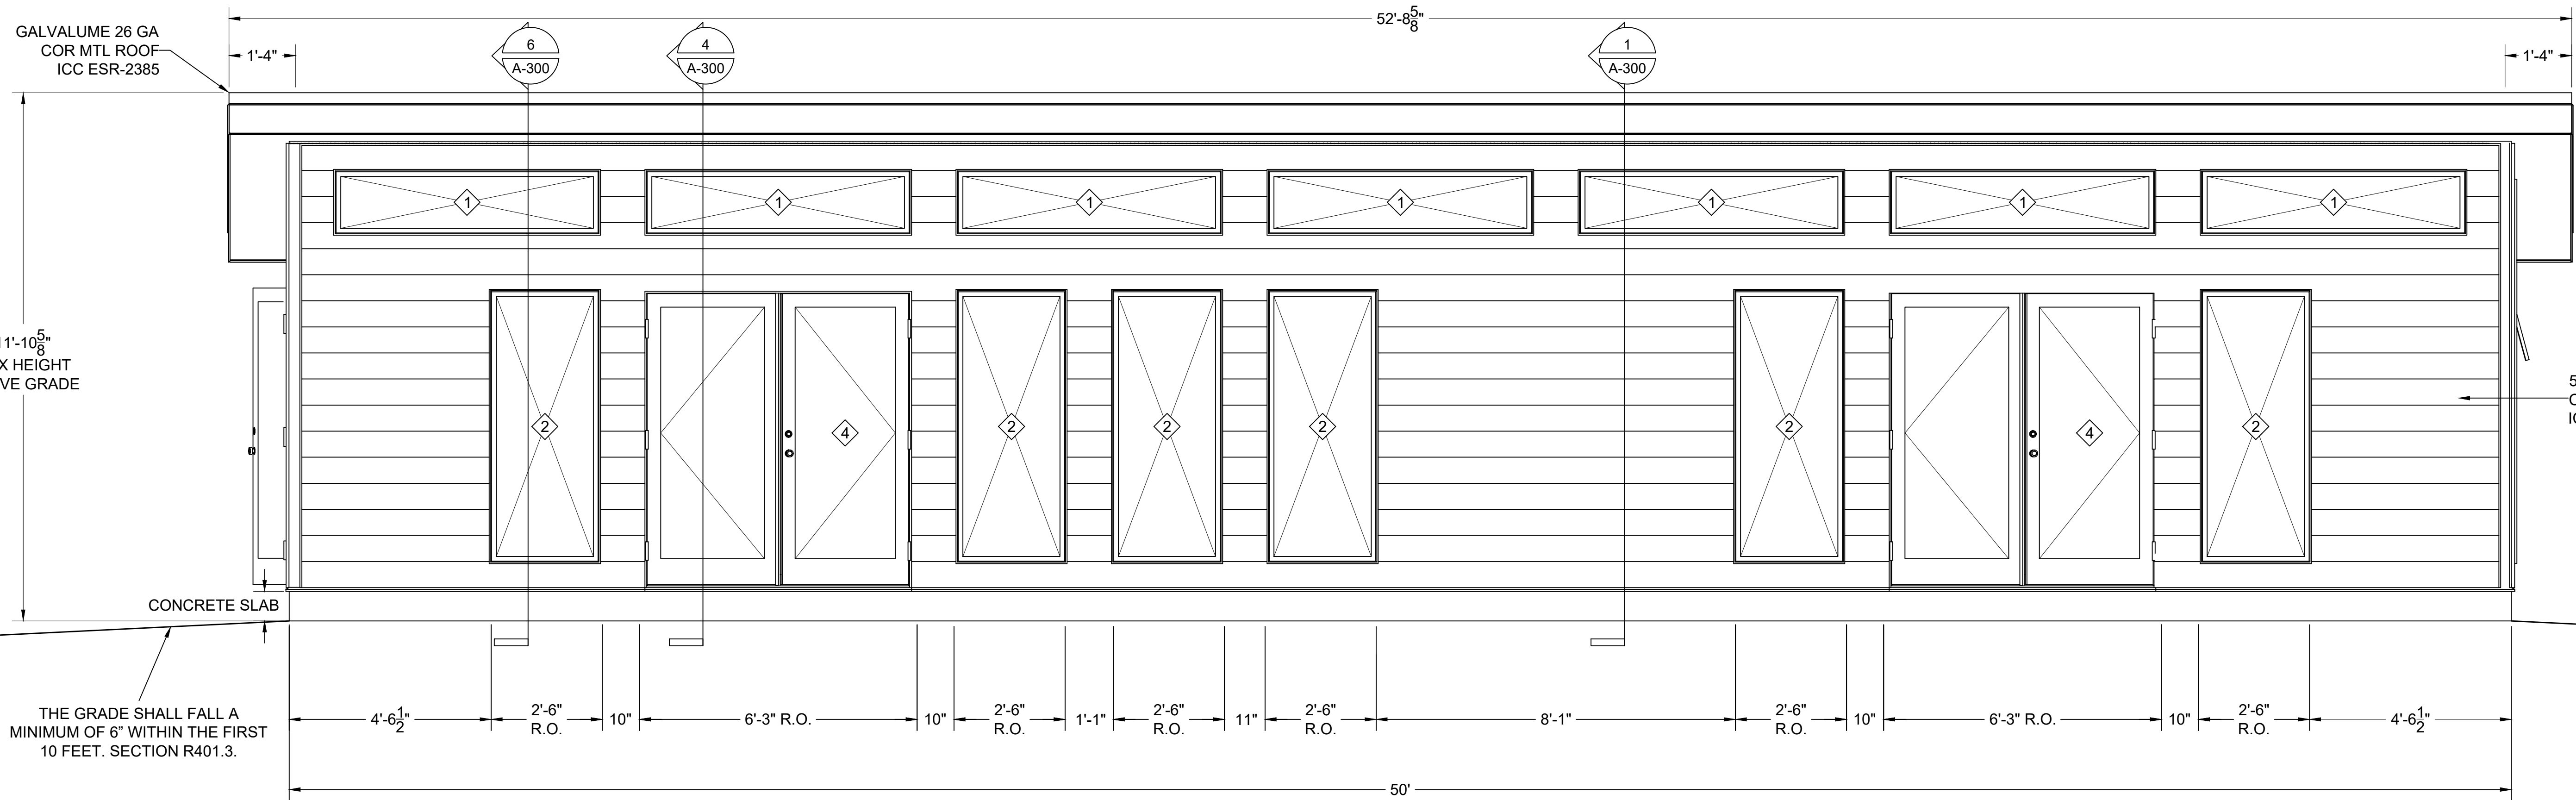 52'-8 5/8"
GALVALUME 26 GA
COR MTL ROOF
ICC ESR-2385
1'-4"
6
A-300
4
A-300
1
A-300
1'-4"
1 1 1 1 1 1 1
11'-10 5/8"
X HEIGHT
VE GRADE
2 4 2 2 2 2 4 2
CONCRETE SLAB
THE GRADE SHALL FALL A
MINIMUM OF 6” WITHIN THE FIRST
10 FEET. SECTION R401.3.
4'-6 1/2"
2'-6"
R.O.
10"
6'-3" R.O.
10"
2'-6"
R.O.
1'-1"
2'-6"
R.O.
11"
2'-6"
R.O.
8'-1"
2'-6"
R.O.
10"
6'-3" R.O.
10"
2'-6"
R.O.
4'-6 1/2"
50'